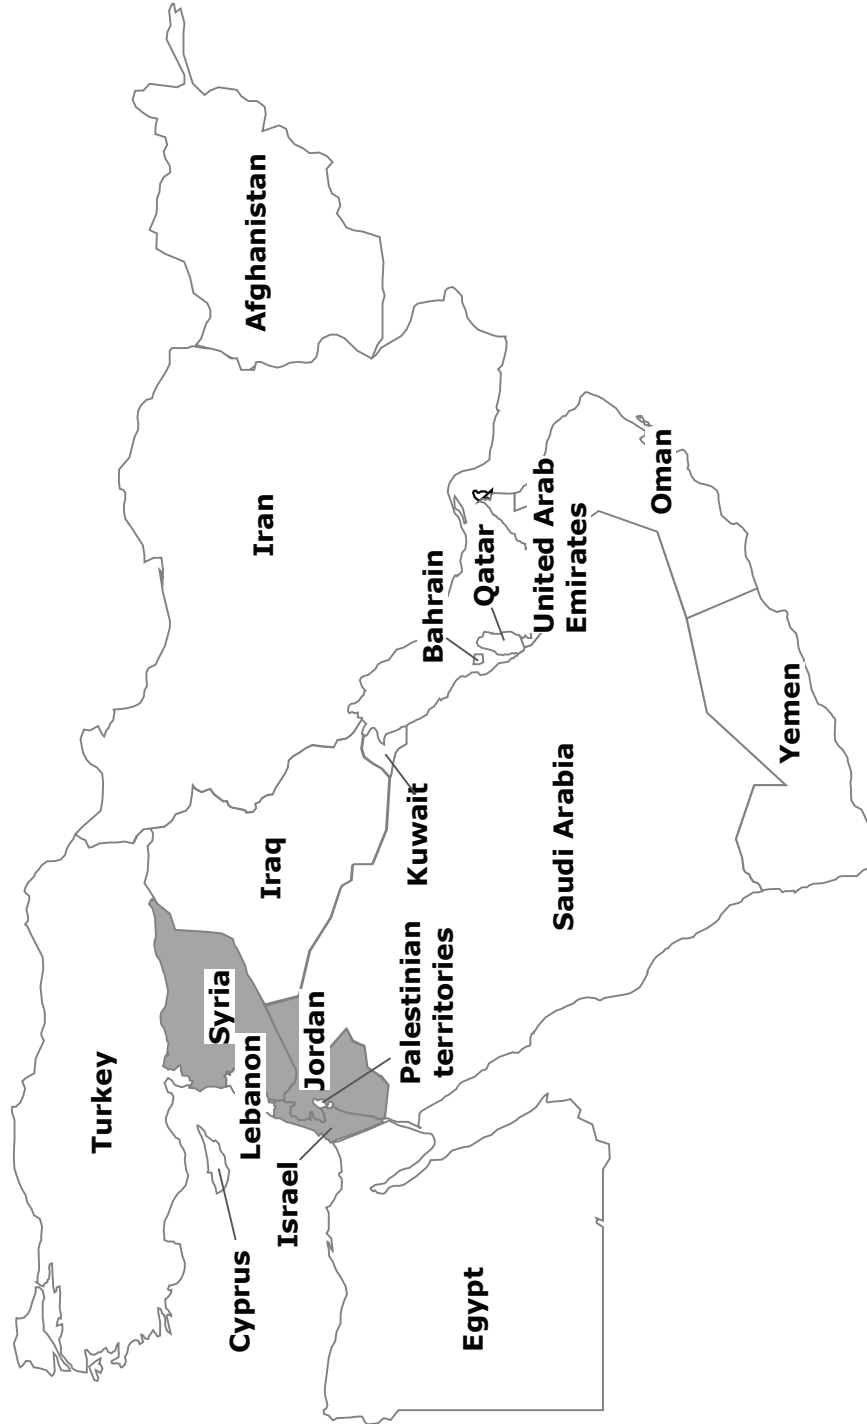 Turkey
Cyprus
Syria
Lebanon
Israel
Jordan
Palestinian
territories
Iraq
Iran
Afghanistan
Kuwait
Bahrain
Qatar
United Arab
Emirates
Egypt
Saudi Arabia
Oman
Yemen